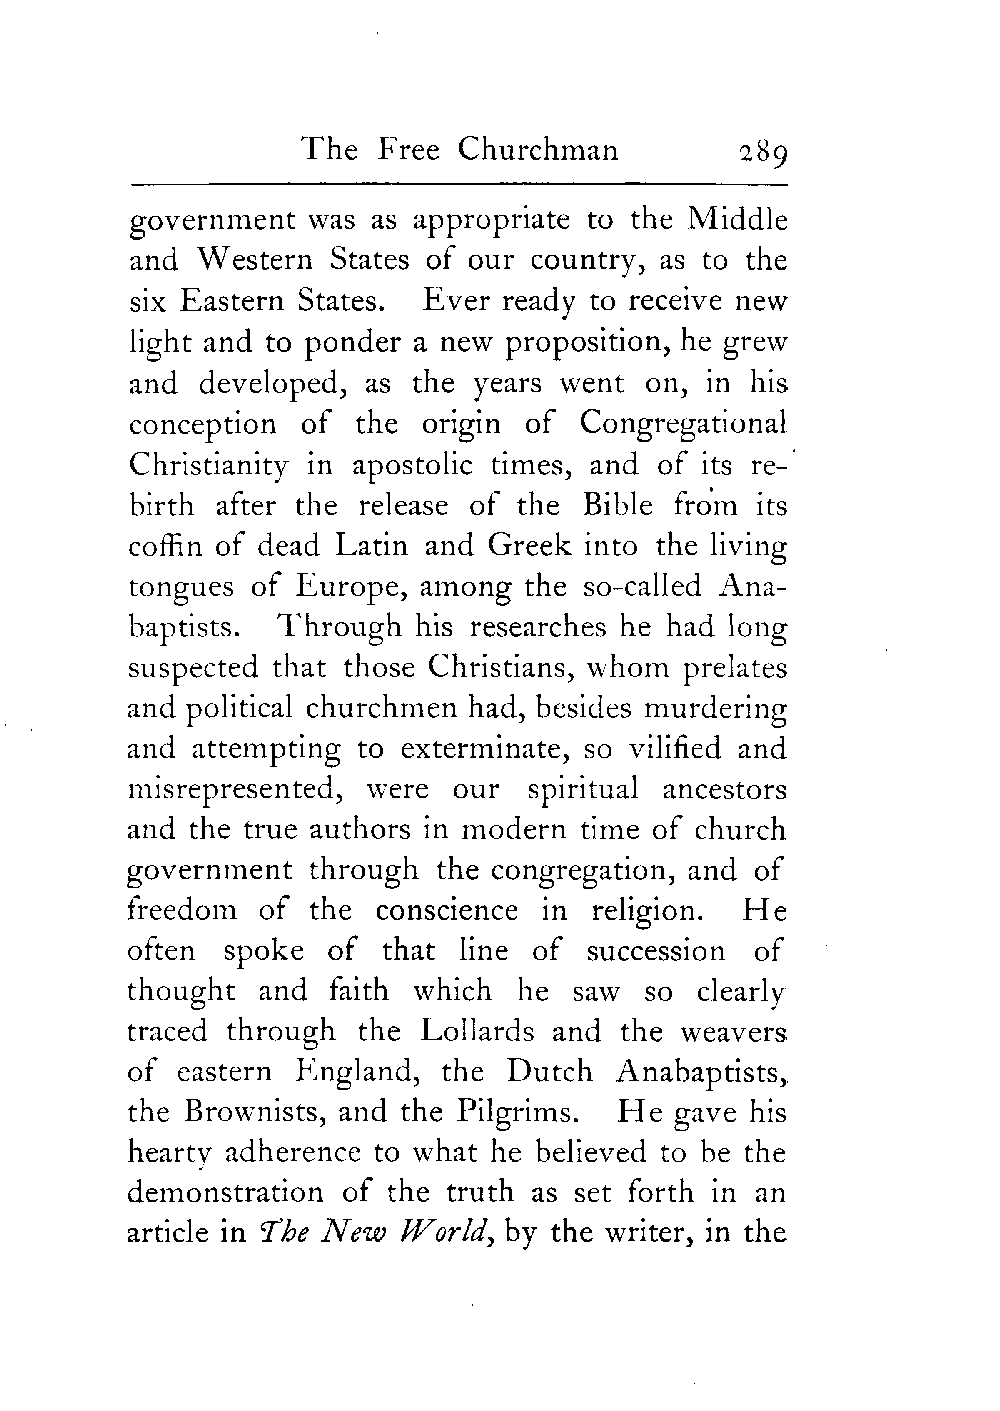 The Free Churchman 289
government was as appropriate to the Middle
and Western States of our country, as to the
six Eastern States. Ever ready to receive new
light and to ponder a new proposition, he grew
and developed, as the years went on, in his
conception of the origin of Congregational
Christianity in apostolic times, and of its re-
birth after the release of the Bible from its
coffin of dead Latin and Greek into the living
tongues of Europe, among the so-called Ana-
baptists. Through his researches he had long
suspected that those Christians, whom prelates
and political churchmen had, besides murdering
and attempting to exterminate, so vilified and
misrepresented, were our spiritual ancestors
and the true authors in modern time of church
government through the congregation, and of
freedom of the conscience in religion. He
often spoke of that line of succession of
thought and faith which he saw so clearly
traced through the Lollards and the weavers
of eastern England, the Dutch Anabaptists,
the Brownists, and the Pilgrims. He gave his
hearty adherence to what he believed to be the
demonstration of the truth as set forth in an
article in The New World, by the writer, in the